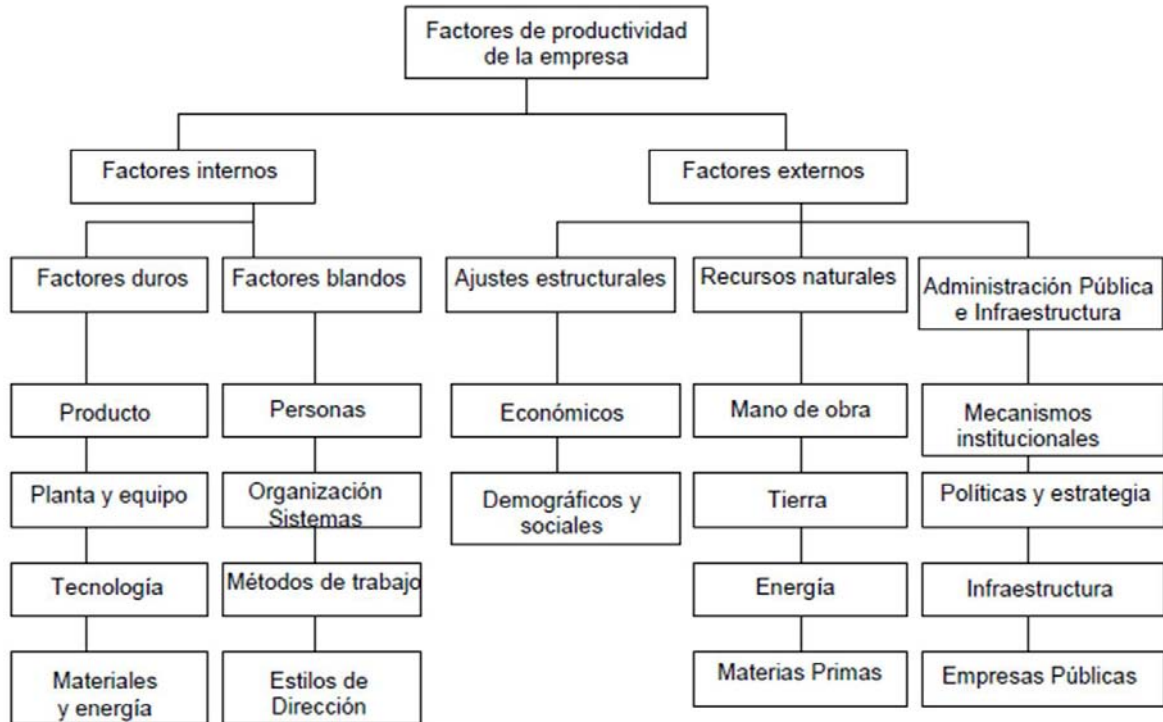 Factores de productividad
de la empresa
Factores internos
Factores externos
Factores duros
Factores blandos
Ajustes estructurales
Recursos naturales
Administración Pública
e Infraestructura
Producto
Personas
Económicos
Mano de obra
Mecanismos
institucionales
Planta y equipo
Organización
Sistemas
Demográficos y
sociales
Tierra
Políticas y estrategia
Tecnología
Métodos de trabajo
Energía
Infraestructura
Materiales
y energía
Estilos de
Dirección
Materias Primas
Empresas Públicas